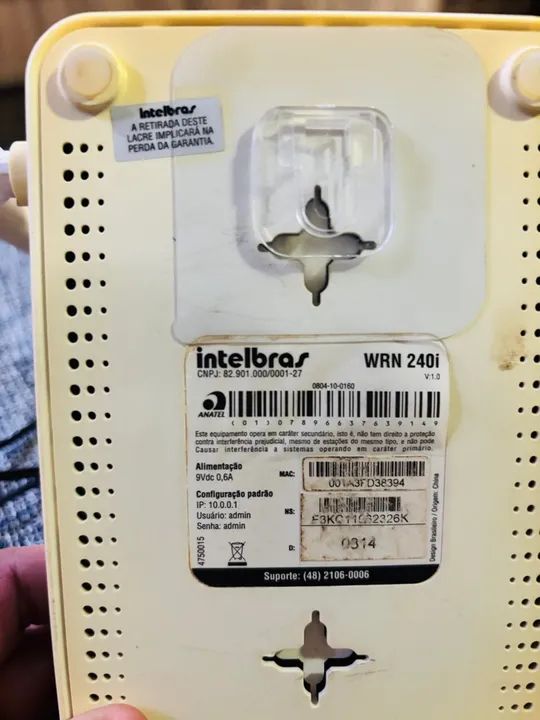 intelbras
A RETIRADA DESTE
LACRE IMPLICARÁ NA
PERDA DA GARANTIA.
intelbras
WRN 240i
CNPJ: 82.901.000/0001-27
V:1.0
0804-10-0160
ANATEL
(01)07896637639149
Este equipamento opera em caráter secundário, isto é, não tem direito a proteção
contra interferência prejudicial, mesmo de estações do mesmo tipo, e não pode
Causar interferência a sistemas operando em caráter primário.
Alimentação
9Vdc 0,6A
MAC:
001A3FD38394
Configuração padrão
IP: 10.0.0.1
Usuário: admin
Senha: admin
NS:
D:
0314
4750015
Design Brasileiro / Origem: China
Suporte: (48) 2106-0006